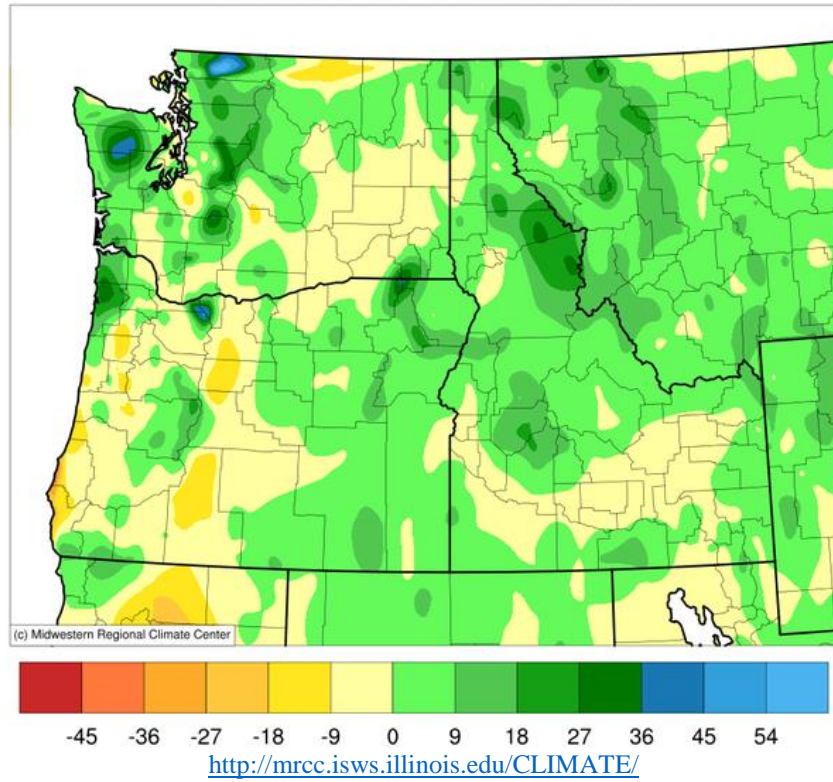 (c) Midwestern Regional Climate Center
-45 -36 -27 -18 -9 0 9 18 27 36 45 54
http://mrcc.isws.illinois.edu/CLIMATE/